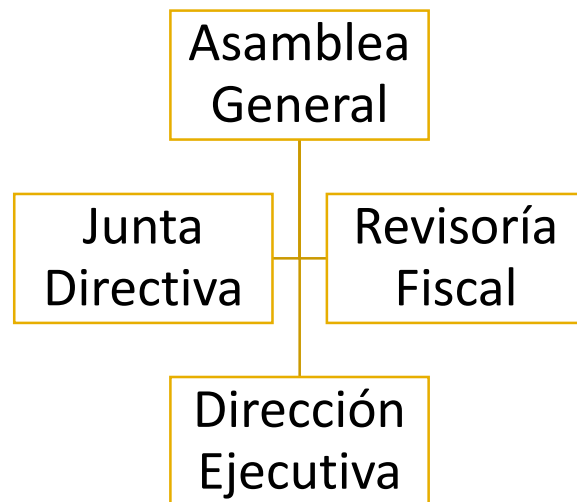 Asamblea
General
Junta
Directiva
Revisoría
Fiscal
Dirección
Ejecutiva